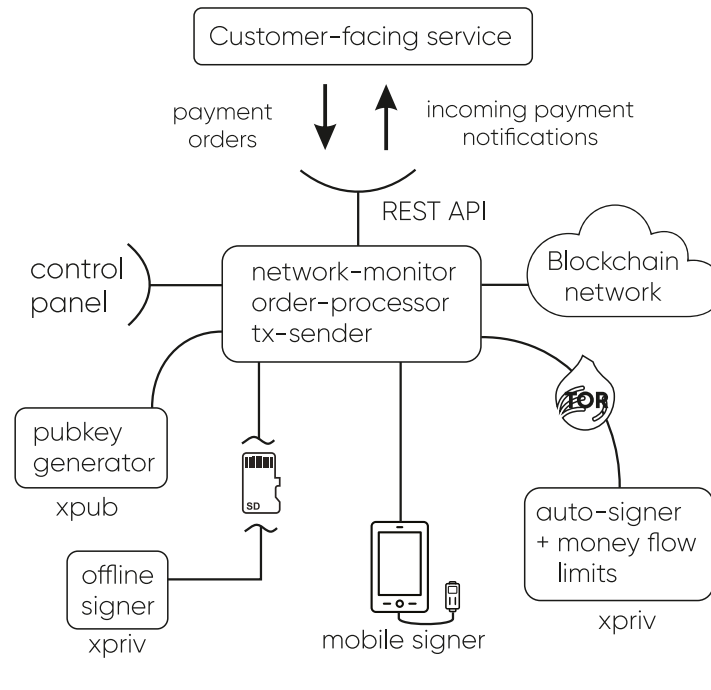 Customer-facing service
payment
orders
incoming payment
notifications
REST API
control
panel
network-monitor
order-processor
tx-sender
Blockchain
network
TOR
pubkey
generator
xpub
SD
auto-signer
+ money flow
limits
xpriv
offline
signer
xpriv
mobile signer